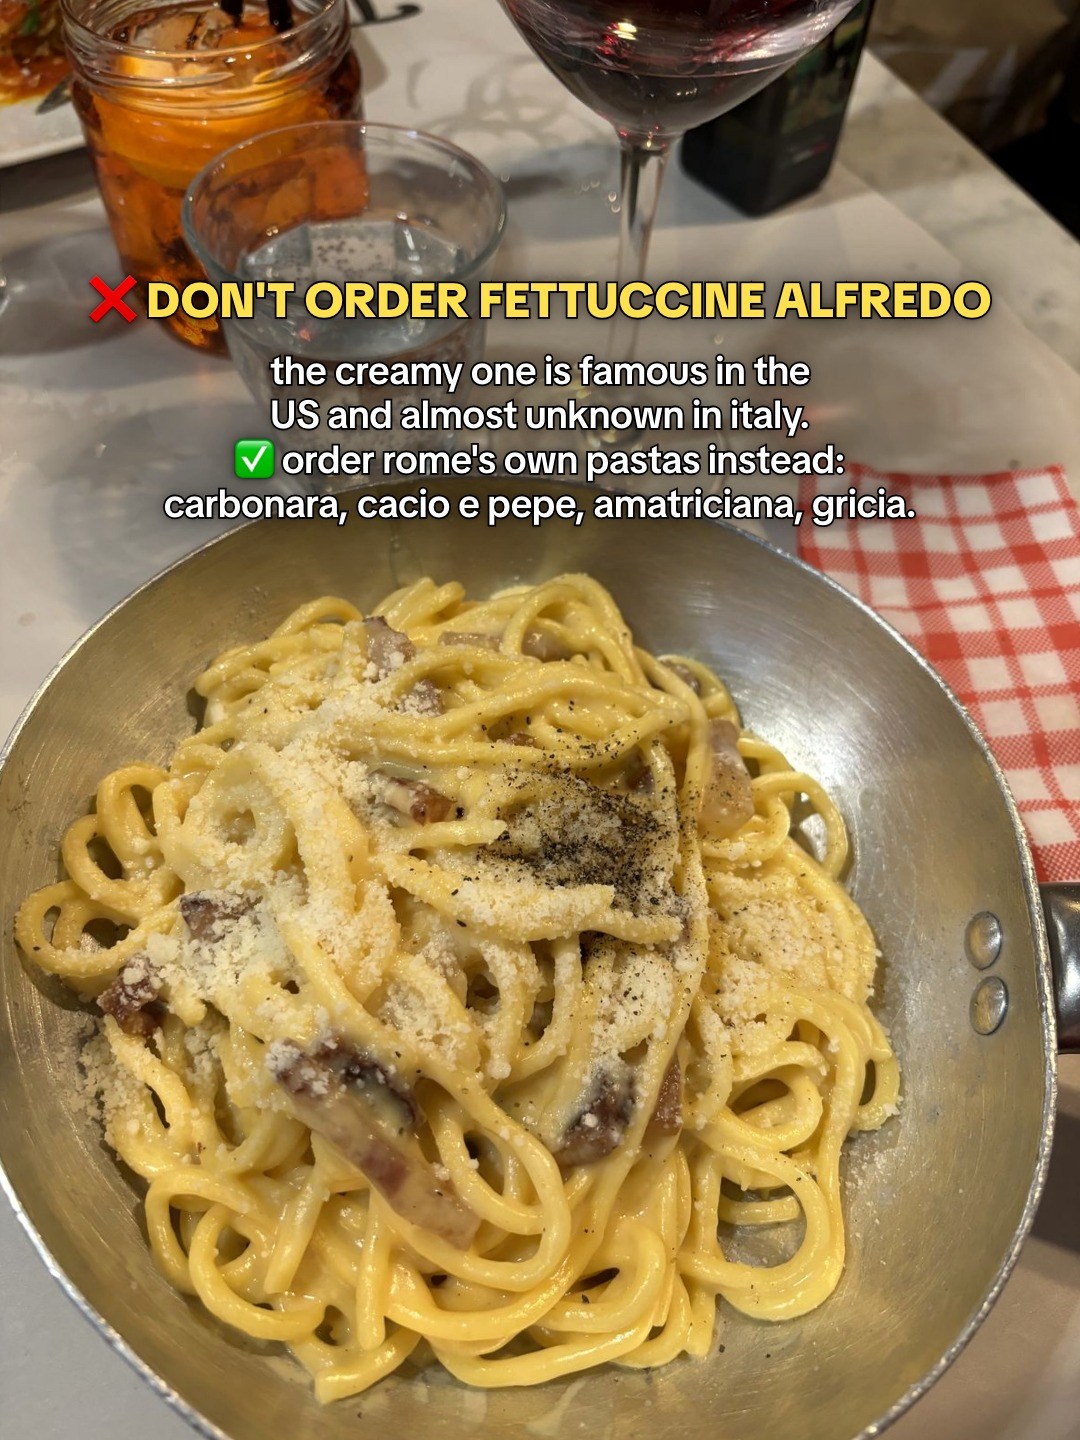 ❌ DON'T ORDER FETTUCCINE ALFREDO
the creamy one is famous in the
US and almost unknown in italy.
✅ order rome's own pastas instead:
carbonara, cacio e pepe, amatriciana, gricia.